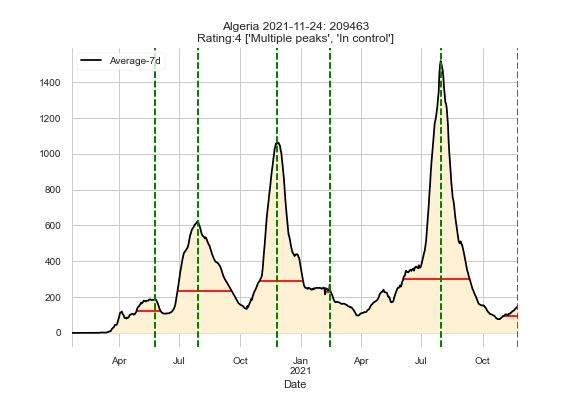 Algeria 2021-11-24: 209463
Rating:4 ['Multiple peaks', 'In control']
Average-7d
1400
1200
1000
800
600
400
200
0
Apr
Jul
Oct
Jan
2021
Apr
Jul
Oct
Date